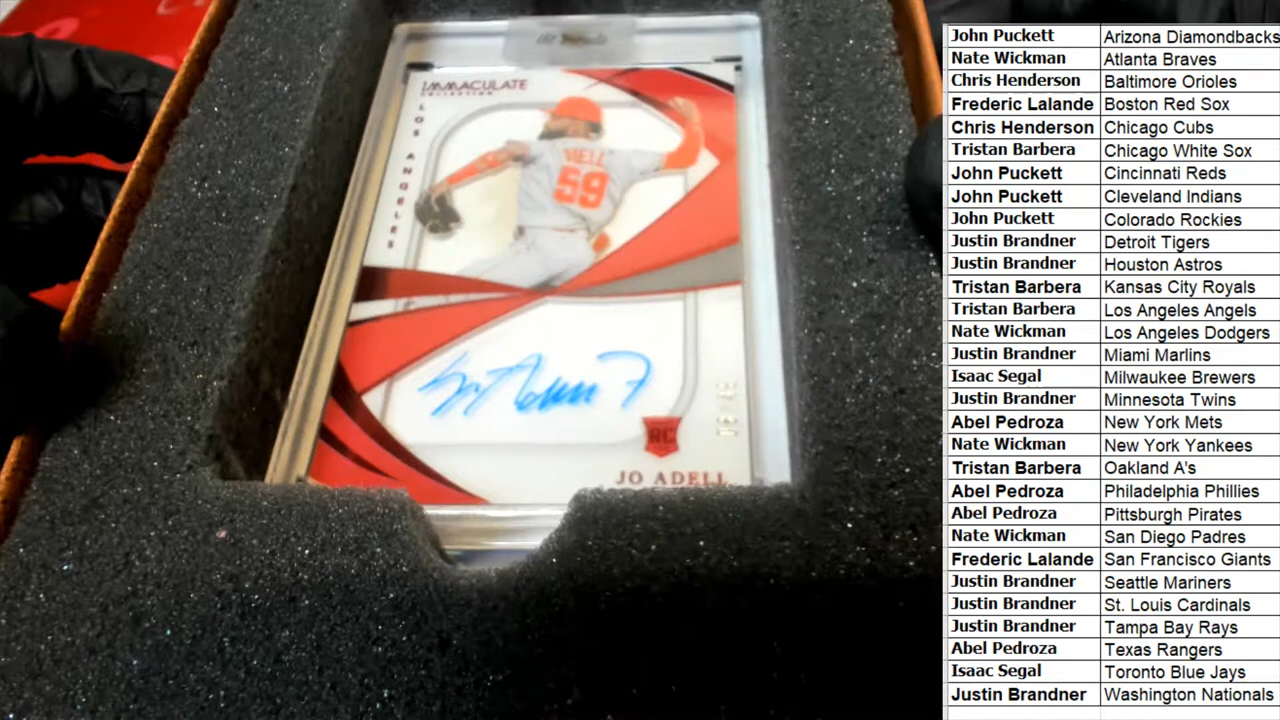 IMMACULATE
COLLECTION
LOS ANGELES
59
RC
JO ADELL
John Puckett Arizona Diamondbacks
Nate Wickman Atlanta Braves
Chris Henderson Baltimore Orioles
Frederic Lalande Boston Red Sox
Chris Henderson Chicago Cubs
Tristan Barbera Chicago White Sox
John Puckett Cincinnati Reds
John Puckett Cleveland Indians
John Puckett Colorado Rockies
Justin Brandner Detroit Tigers
Justin Brandner Houston Astros
Tristan Barbera Kansas City Royals
Tristan Barbera Los Angeles Angels
Nate Wickman Los Angeles Dodgers
Justin Brandner Miami Marlins
Isaac Segal Milwaukee Brewers
Justin Brandner Minnesota Twins
Abel Pedroza New York Mets
Nate Wickman New York Yankees
Tristan Barbera Oakland A's
Abel Pedroza Philadelphia Phillies
Abel Pedroza Pittsburgh Pirates
Nate Wickman San Diego Padres
Frederic Lalande San Francisco Giants
Justin Brandner Seattle Mariners
Justin Brandner St. Louis Cardinals
Justin Brandner Tampa Bay Rays
Abel Pedroza Texas Rangers
Isaac Segal Toronto Blue Jays
Justin Brandner Washington Nationals